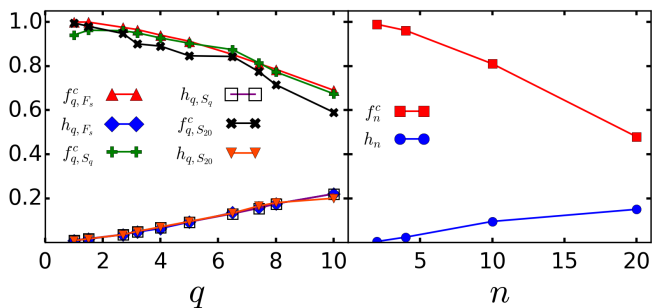 1.0
0.8
0.6
0.4
0.2
0 2 4 6 8 10
q
f^c_{q,F_s}
h_{q,F_s}
f^c_{q,S_q}
h_{q,S_q}
f^c_{q,S_{20}}
h_{q,S_{20}}
f^c_n
h_n
5 10 15 20
n